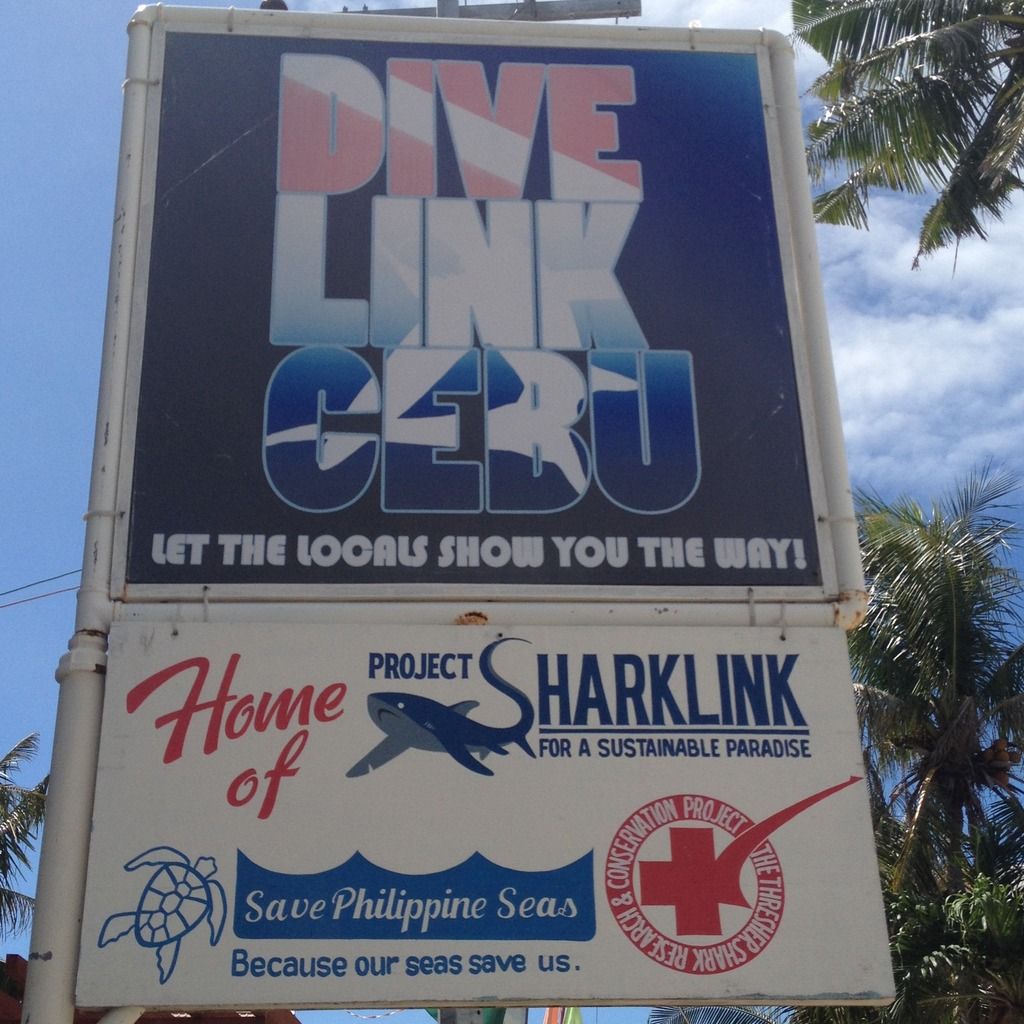 DIVE
LINK
CEBU
LET THE LOCALS SHOW YOU THE WAY!
Home
of
PROJECT SHARKLINK
FOR A SUSTAINABLE PARADISE
Save Philippine Seas
Because our seas save us.
THE THRESHER SHARK RESEARCH & CONSERVATION PROJECT